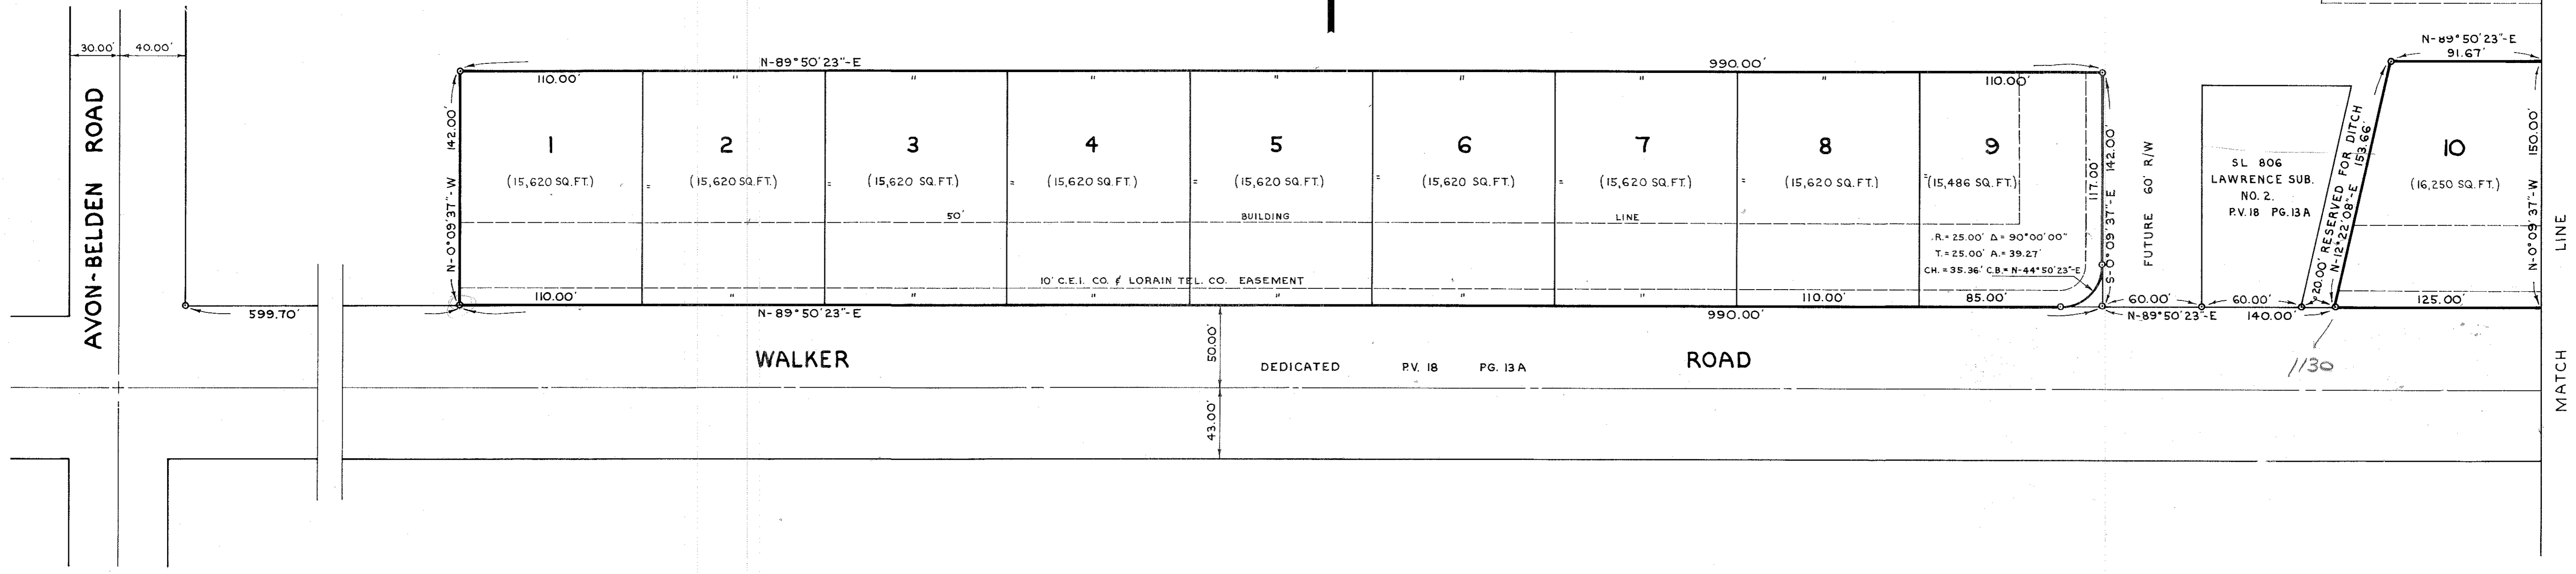 N-89°50'23"-E
91.67'
30.00' 40.00'
N-89°50'23"-E 990.00'
110.00' " " " " " " " 110.00'
AVON-BELDEN ROAD
N-0°09'37"-W 142.00'
1 2 3 4 5 6 7 8 9 10
(15,620 SQ.FT.) = (15,620 SQ.FT.) = (15,620 SQ.FT.) = (15,620 SQ.FT.) = (15,620 SQ.FT.) = (15,620 SQ.FT.) = (15,620 SQ.FT.) = (15,620 SQ.FT.) = (15,486 SQ.FT.) (16,250 SQ.FT.)
117.00'
S-0°09'37"-E 142.00'
FUTURE 60' R/W
SL 806
LAWRENCE SUB.
NO. 2.
P.V. 18 PG. 13A
20.00' RESERVED FOR DITCH
N-12°22'08"-E 153.66'
N-0°09'37"-W 150.00'
50' BUILDING LINE
R.= 25.00' Δ = 90°00'00"
T.= 25.00' A.= 39.27'
CH. = 35.36' C.B.= N-44°50'23"-E
10' C.E.I. CO. & LORAIN TEL. CO. EASEMENT
110.00' " " " " " " 110.00' 85.00' 60.00' 60.00' 125.00'
599.70' N-89°50'23"-E 990.00' N-89°50'23"-E 140.00'
50.00'
WALKER ROAD
DEDICATED P.V. 18 PG. 13A
1130
43.00'
MATCH LINE